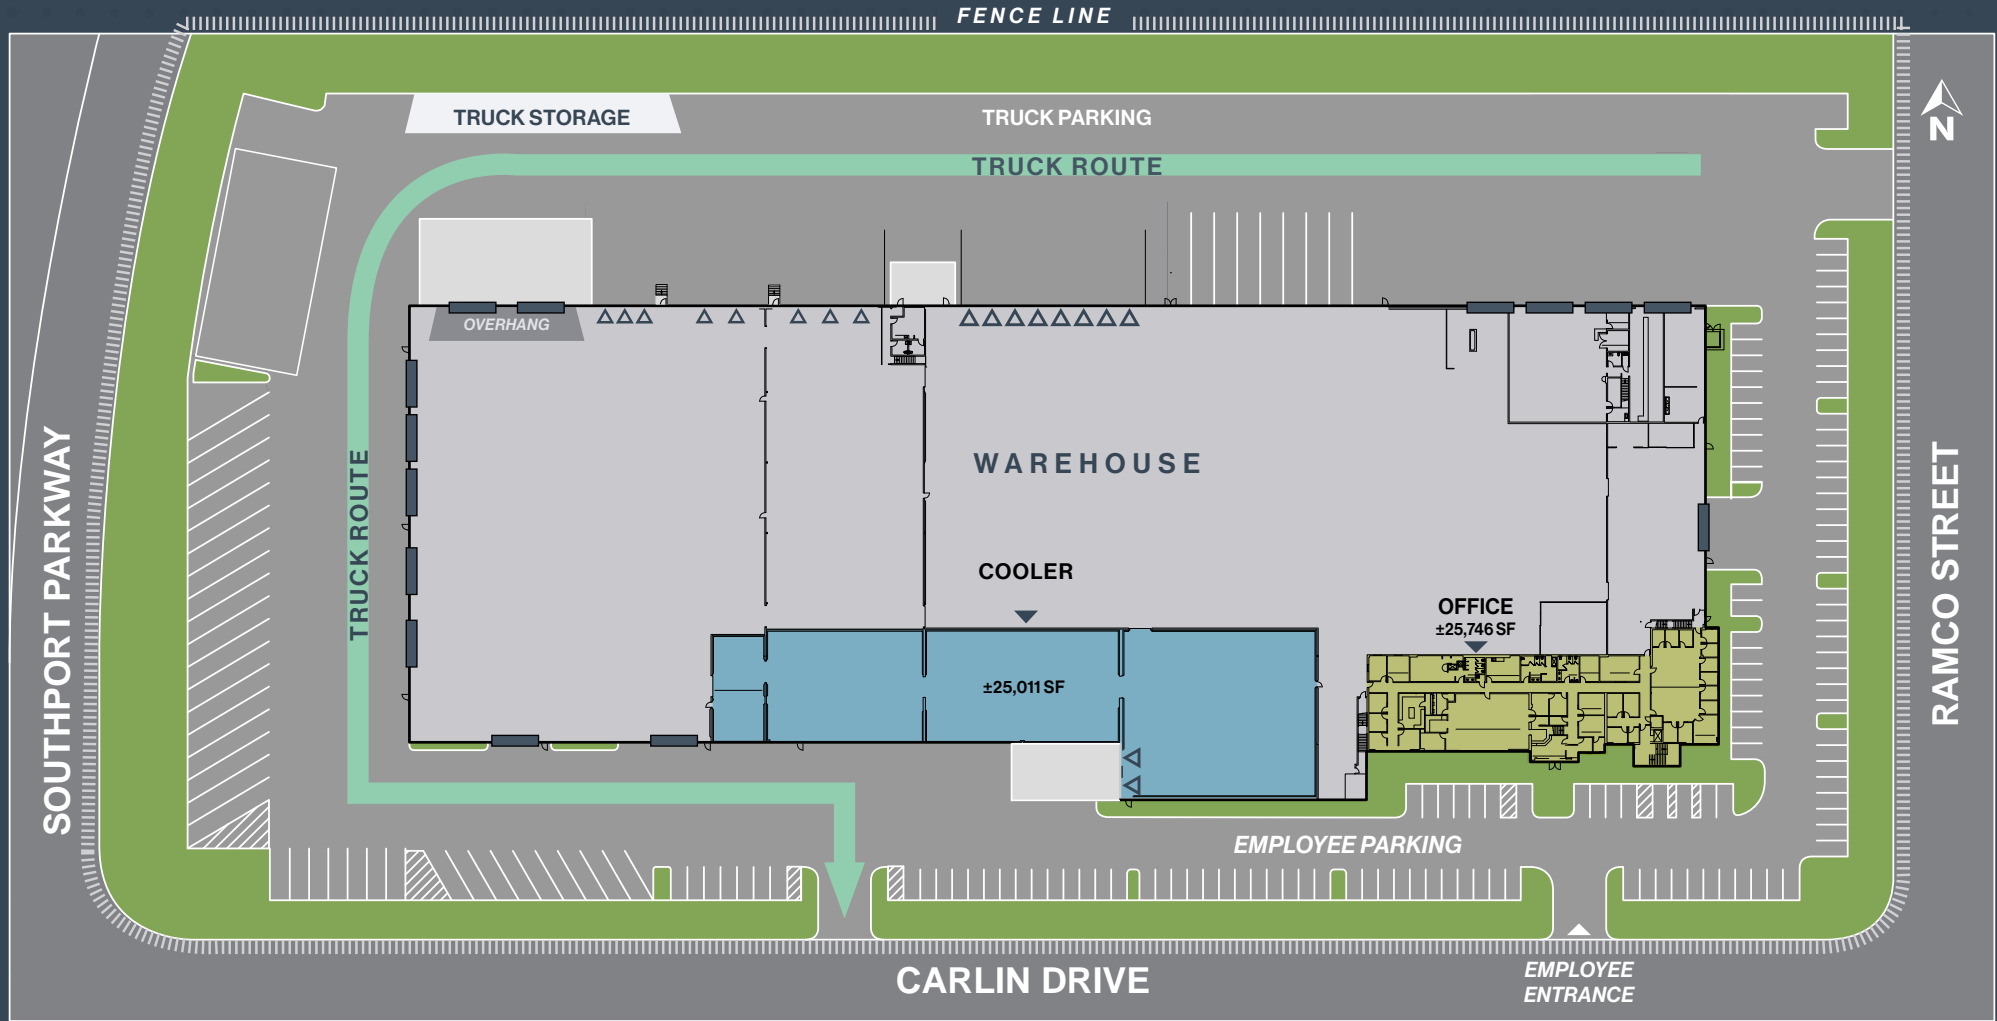 FENCE LINE
TRUCK STORAGE
TRUCK PARKING
N
TRUCK ROUTE
OVERHANG
WAREHOUSE
TRUCK ROUTE
SOUTHPORT PARKWAY
RAMCO STREET
COOLER
OFFICE
±25,746 SF
±25,011 SF
EMPLOYEE PARKING
CARLIN DRIVE
EMPLOYEE
ENTRANCE